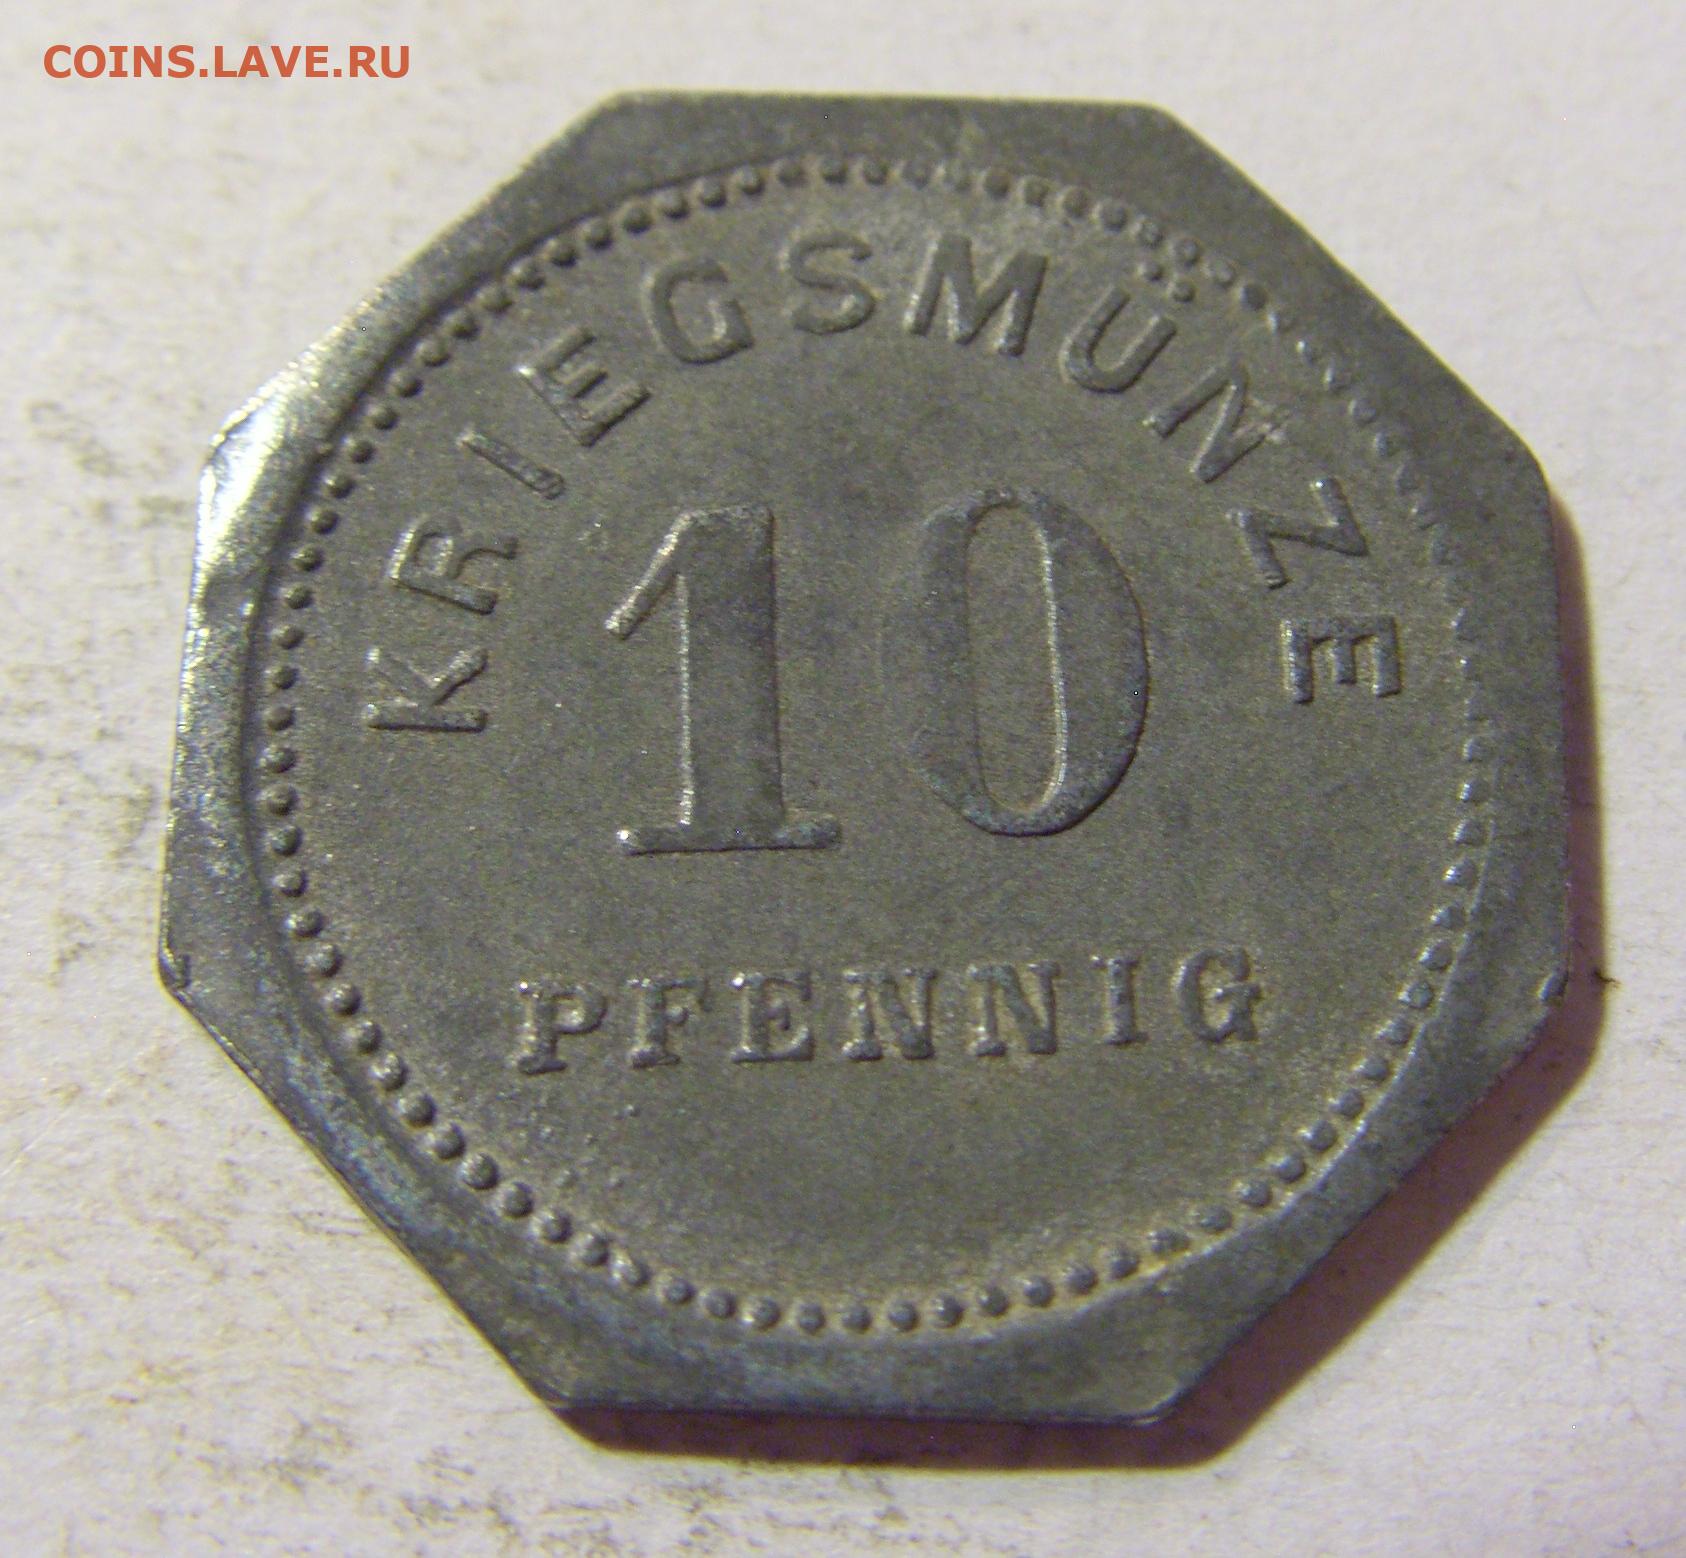 COINS.LAVE.RU
KRIEGSMÜNZE
10
PFENNIG